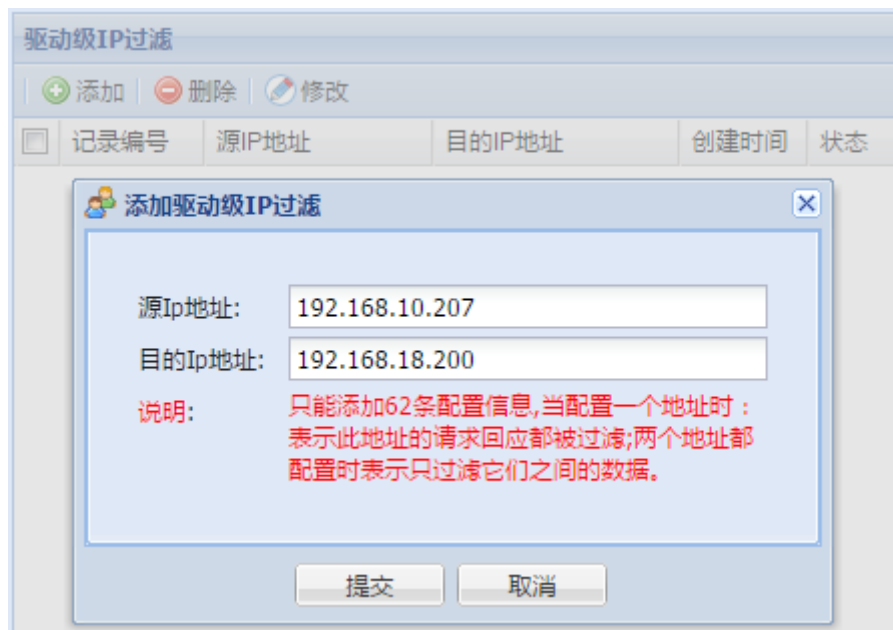 驱动级IP过滤
添加 删除 修改
记录编号 源IP地址 目的IP地址 创建时间 状态
添加驱动级IP过滤
源Ip地址: 192.168.10.207
目的Ip地址: 192.168.18.200
说明: 只能添加62条配置信息,当配置一个地址时：
表示此地址的请求回应都被过滤;两个地址都
配置时表示只过滤它们之间的数据。
提交 取消